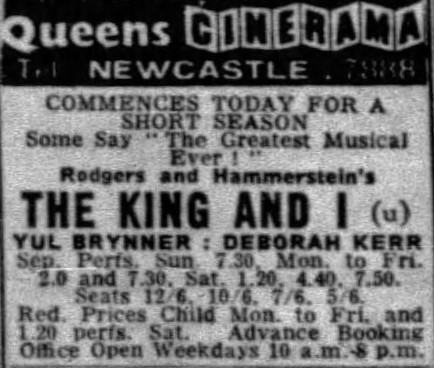 Queens CINERAMA
Tel NEWCASTLE . 7888
COMMENCES TODAY FOR A
SHORT SEASON
Some Say "The Greatest Musical
Ever ! "
Rodgers and Hammerstein's
THE KING AND I (u)
YUL BRYNNER : DEBORAH KERR
Sep. Perfs. Sun. 7.30, Mon. to Fri.
2.0 and 7.30, Sat. 1.20, 4.40, 7.50.
Seats 12/6, 10/6, 7/6, 5/6.
Red. Prices Child Mon. to Fri. and
1.20 perfs. Sat. Advance Booking
Office Open Weekdays 10 a.m.-8 p.m.